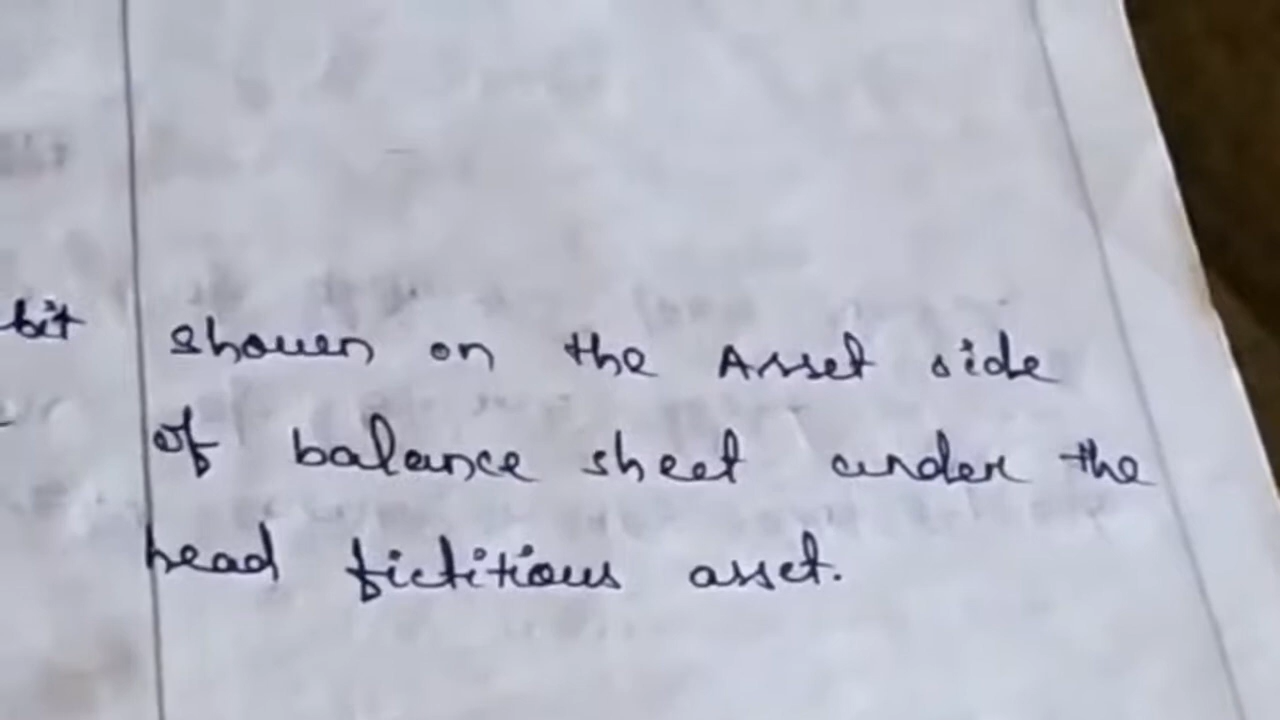 bit shown on the Asset side
of balance sheet under the
head fictitious asset.